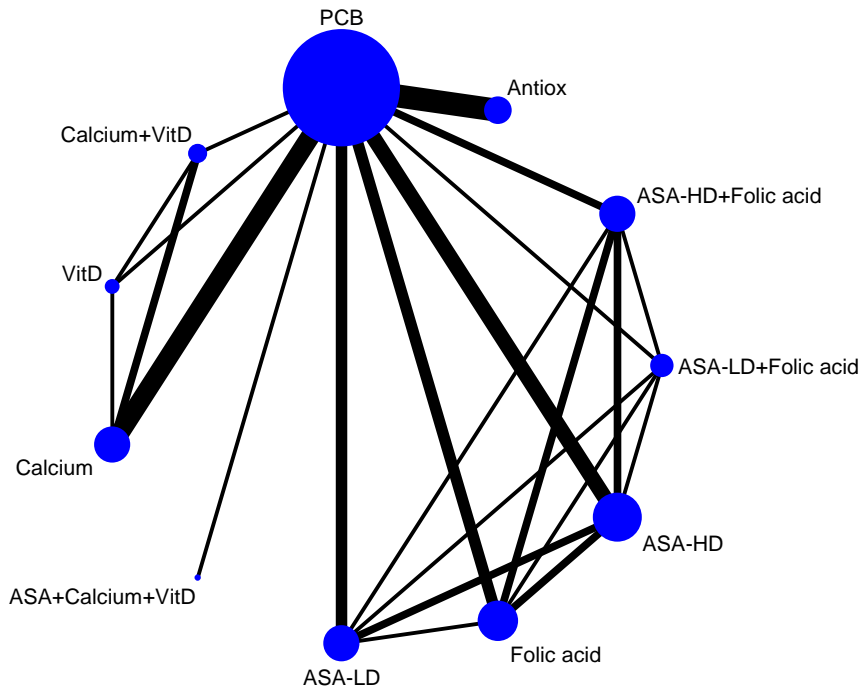 PCB
Antiox
Calcium+VitD
ASA-HD+Folic acid
VitD
ASA-LD+Folic acid
Calcium
ASA-HD
ASA+Calcium+VitD
Folic acid
ASA-LD